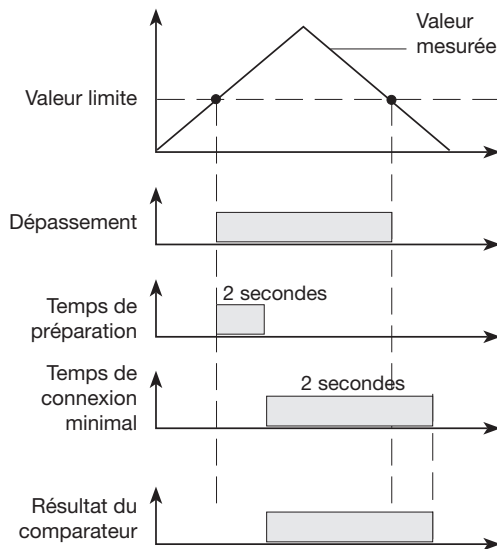 Valeur
mesurée
Valeur limite
Dépassement
2 secondes
Temps de
préparation
Temps de
connexion
minimal
2 secondes
Résultat du
comparateur